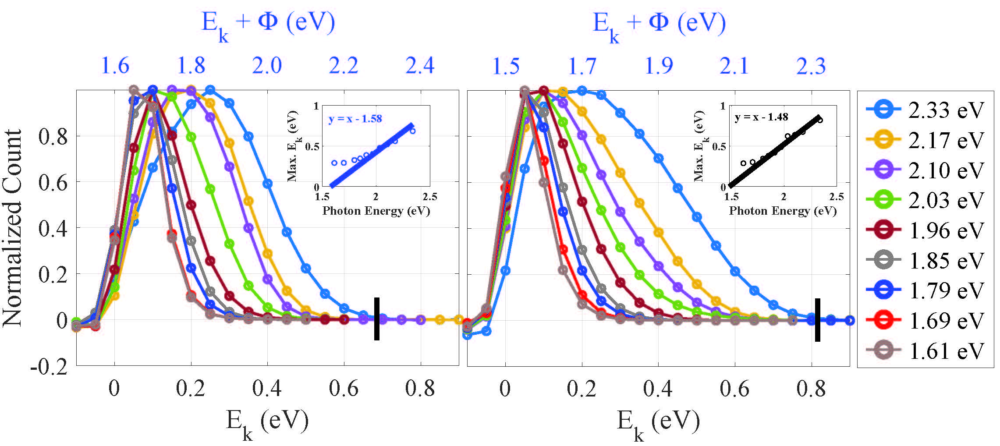 E_k + Φ (eV)
1.6 1.8 2.0 2.2 2.4
Normalized Count
0.8
0.6
0.4
0.2
0
-0.2
0 0.2 0.4 0.6 0.8
E_k (eV)
y = x - 1.58
Max. E_k (eV)
1
0.5
0
1.5 2 2.5
Photon Energy (eV)
E_k + Φ (eV)
1.5 1.7 1.9 2.1 2.3
0 0.2 0.4 0.6 0.8
E_k (eV)
y = x - 1.48
Max. E_k (eV)
1
0.5
0
1.5 2 2.5
Photon Energy (eV)
2.33 eV
2.17 eV
2.10 eV
2.03 eV
1.96 eV
1.85 eV
1.79 eV
1.69 eV
1.61 eV